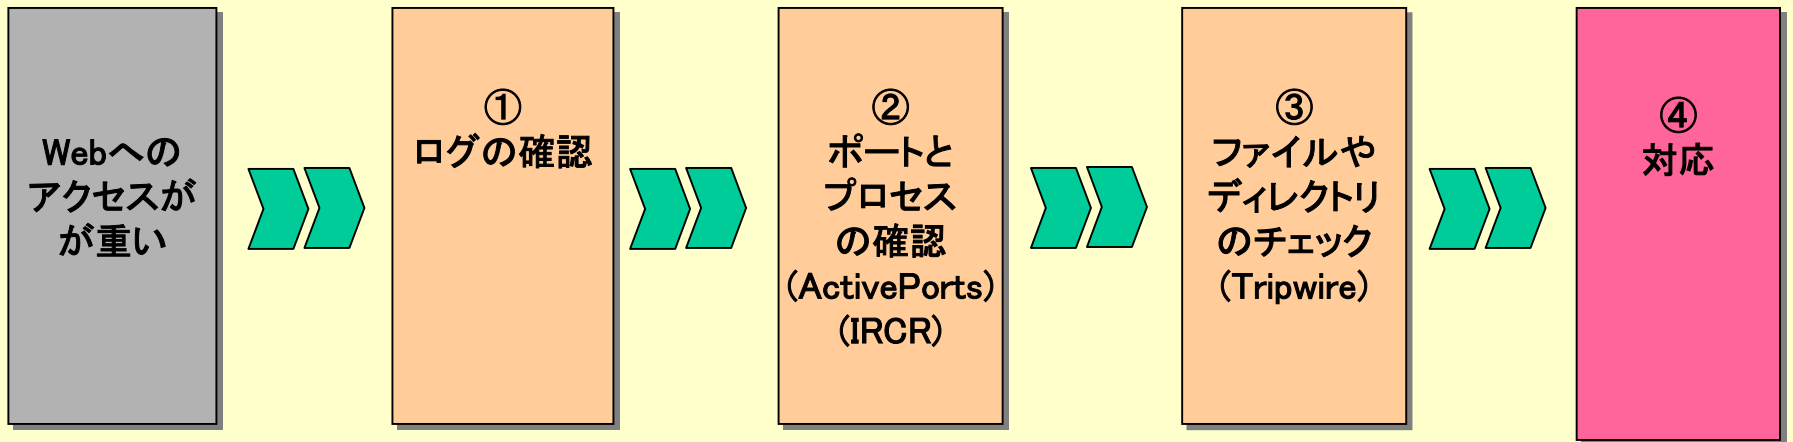 Webへの
アクセスが
が重い
①
ログの確認
②
ポートと
プロセス
の確認
(ActivePorts)
(IRCR)
③
ファイルや
ディレクトリ
のチェック
(Tripwire)
④
対応